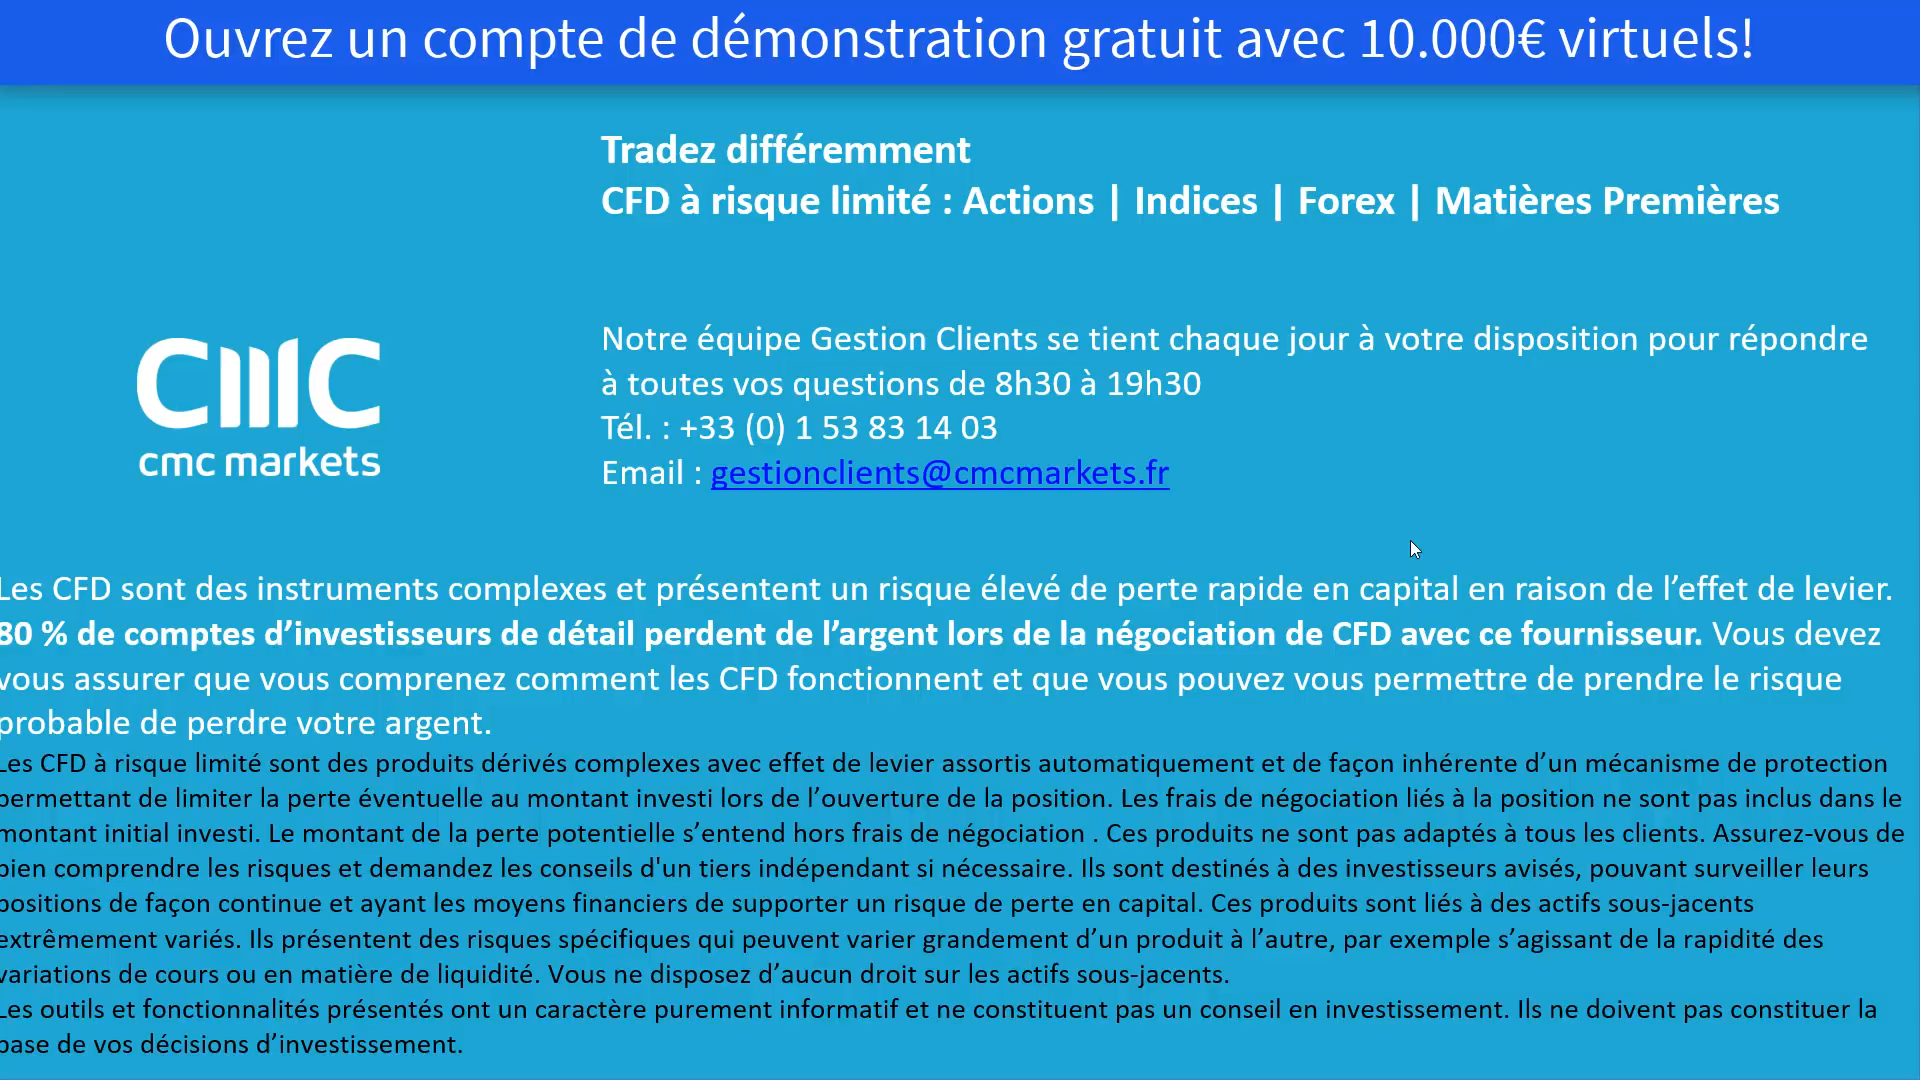 Ouvrez un compte de démonstration gratuit avec 10.000€ virtuels!
Tradez différemment
CFD à risque limité : Actions | Indices | Forex | Matières Premières
Notre équipe Gestion Clients se tient chaque jour à votre disposition pour répondre
à toutes vos questions de 8h30 à 19h30
Tél. : +33 (0) 1 53 83 14 03
Email : gestionclients@cmcmarkets.fr
CMC
cmc markets
Les CFD sont des instruments complexes et présentent un risque élevé de perte rapide en capital en raison de l’effet de levier.
80 % de comptes d’investisseurs de détail perdent de l’argent lors de la négociation de CFD avec ce fournisseur. Vous devez
vous assurer que vous comprenez comment les CFD fonctionnent et que vous pouvez vous permettre de prendre le risque
probable de perdre votre argent.
Les CFD à risque limité sont des produits dérivés complexes avec effet de levier assortis automatiquement et de façon inhérente d’un mécanisme de protection
permettant de limiter la perte éventuelle au montant investi lors de l’ouverture de la position. Les frais de négociation liés à la position ne sont pas inclus dans le
montant initial investi. Le montant de la perte potentielle s’entend hors frais de négociation . Ces produits ne sont pas adaptés à tous les clients. Assurez-vous de
bien comprendre les risques et demandez les conseils d'un tiers indépendant si nécessaire. Ils sont destinés à des investisseurs avisés, pouvant surveiller leurs
positions de façon continue et ayant les moyens financiers de supporter un risque de perte en capital. Ces produits sont liés à des actifs sous-jacents
extrêmement variés. Ils présentent des risques spécifiques qui peuvent varier grandement d’un produit à l’autre, par exemple s’agissant de la rapidité des
variations de cours ou en matière de liquidité. Vous ne disposez d’aucun droit sur les actifs sous-jacents.
Les outils et fonctionnalités présentés ont un caractère purement informatif et ne constituent pas un conseil en investissement. Ils ne doivent pas constituer la
base de vos décisions d’investissement.